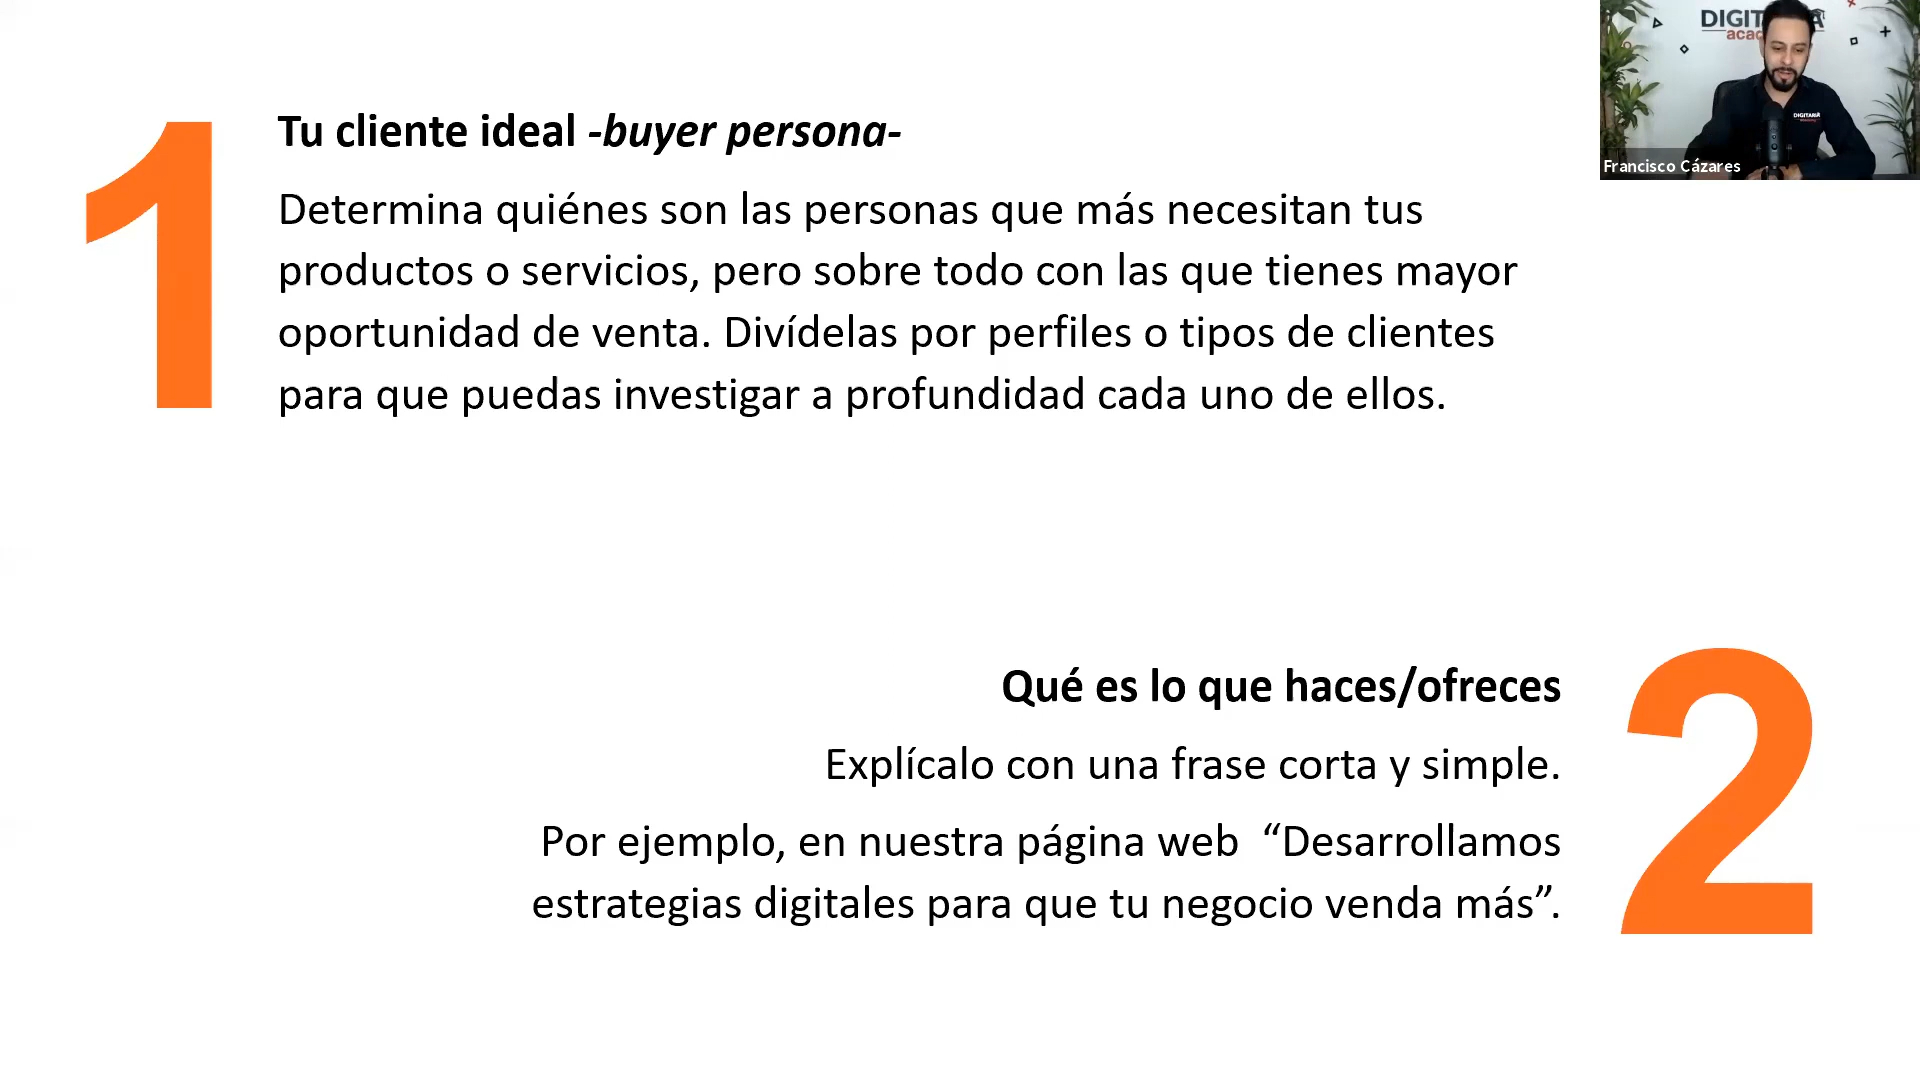 1
Tu cliente ideal -buyer persona-
Determina quiénes son las personas que más necesitan tus
productos o servicios, pero sobre todo con las que tienes mayor
oportunidad de venta. Divídelas por perfiles o tipos de clientes
para que puedas investigar a profundidad cada uno de ellos.
Francisco Cázares
DIGITARIA
Qué es lo que haces/ofreces
Explícalo con una frase corta y simple.
Por ejemplo, en nuestra página web “Desarrollamos
estrategias digitales para que tu negocio venda más”.
2